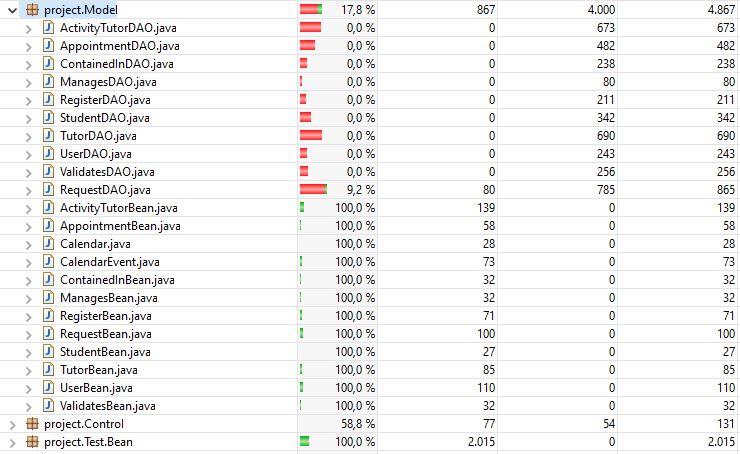 project.Model 17,8 % 867 4.000 4.867
ActivityTutorDAO.java 0,0 % 0 673 673
AppointmentDAO.java 0,0 % 0 482 482
ContainedInDAO.java 0,0 % 0 238 238
ManagesDAO.java 0,0 % 0 80 80
RegisterDAO.java 0,0 % 0 211 211
StudentDAO.java 0,0 % 0 342 342
TutorDAO.java 0,0 % 0 690 690
UserDAO.java 0,0 % 0 243 243
ValidatesDAO.java 0,0 % 0 256 256
RequestDAO.java 9,2 % 80 785 865
ActivityTutorBean.java 100,0 % 139 0 139
AppointmentBean.java 100,0 % 58 0 58
Calendar.java 100,0 % 28 0 28
CalendarEvent.java 100,0 % 73 0 73
ContainedInBean.java 100,0 % 32 0 32
ManagesBean.java 100,0 % 32 0 32
RegisterBean.java 100,0 % 71 0 71
RequestBean.java 100,0 % 100 0 100
StudentBean.java 100,0 % 27 0 27
TutorBean.java 100,0 % 85 0 85
UserBean.java 100,0 % 110 0 110
ValidatesBean.java 100,0 % 32 0 32
project.Control 58,8 % 77 54 131
project.Test.Bean 100,0 % 2.015 0 2.015